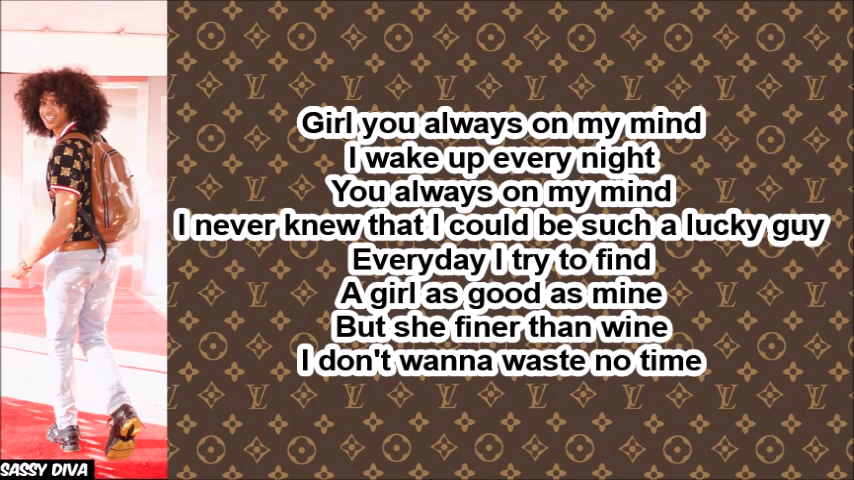 Girl you always on my mind
I wake up every night
You always on my mind
I never knew that I could be such a lucky guy
Everyday I try to find
A girl as good as mine
But she finer than wine
I don't wanna waste no time
SASSY DIVA